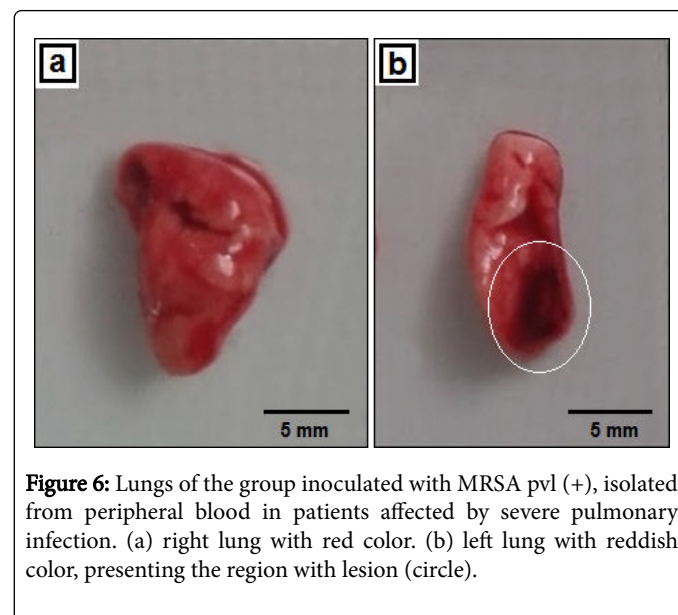 a
b
5 mm
5 mm
Figure 6: Lungs of the group inoculated with MRSA pvl (+), isolated
from peripheral blood in patients affected by severe pulmonary
infection. (a) right lung with red color. (b) left lung with reddish
color, presenting the region with lesion (circle).